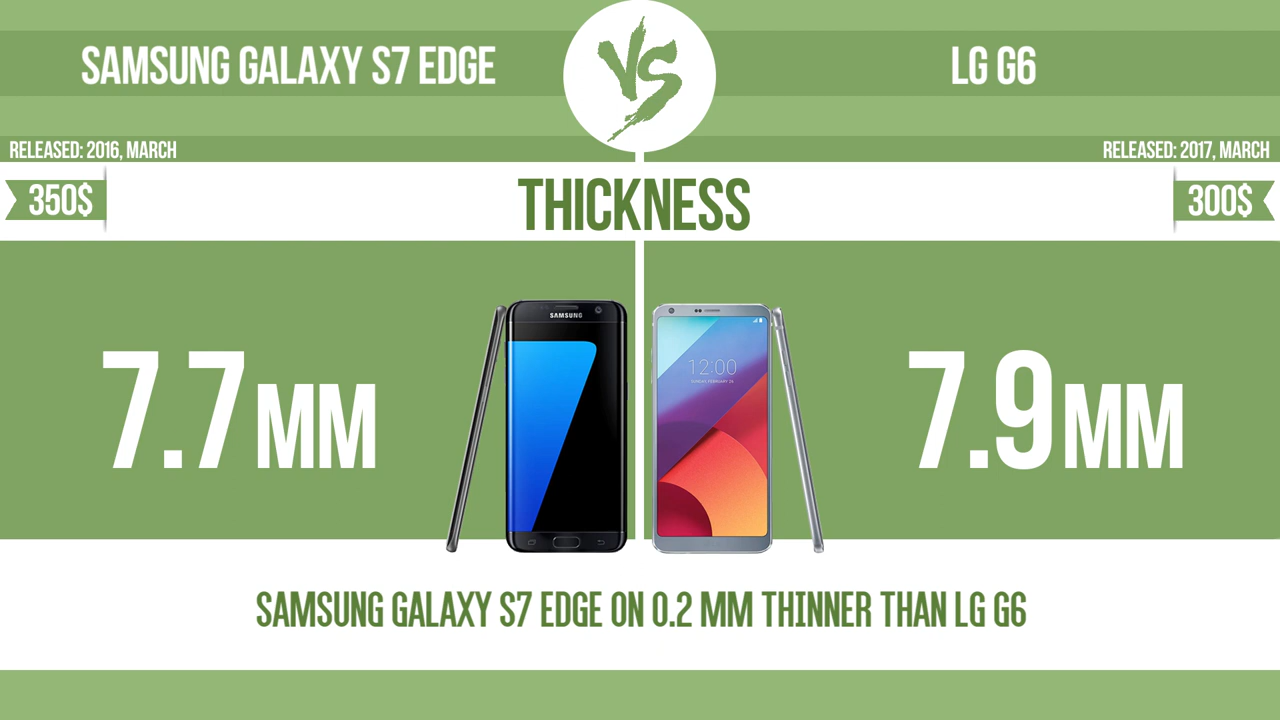 SAMSUNG GALAXY S7 EDGE
VS
LG G6
RELEASED: 2016, MARCH
RELEASED: 2017, MARCH
350$
THICKNESS
300$
SAMSUNG
12:00
7.7MM
7.9MM
SAMSUNG GALAXY S7 EDGE ON 0.2 MM THINNER THAN LG G6